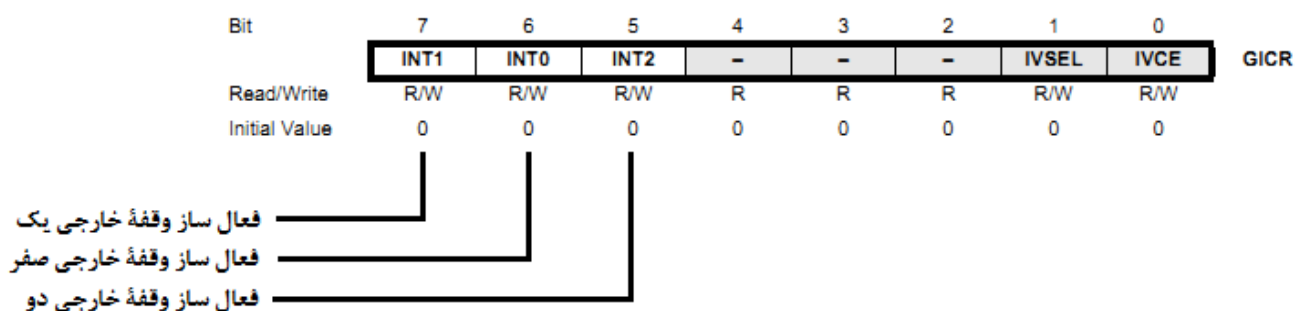 Bit 7 6 5 4 3 2 1 0
INT1 INT0 INT2 – – – IVSEL IVCE GICR
Read/Write R/W R/W R/W R R R R/W R/W
Initial Value 0 0 0 0 0 0 0 0
فعال ساز وقفهٔ خارجی یک
فعال ساز وقفهٔ خارجی صفر
فعال ساز وقفهٔ خارجی دو